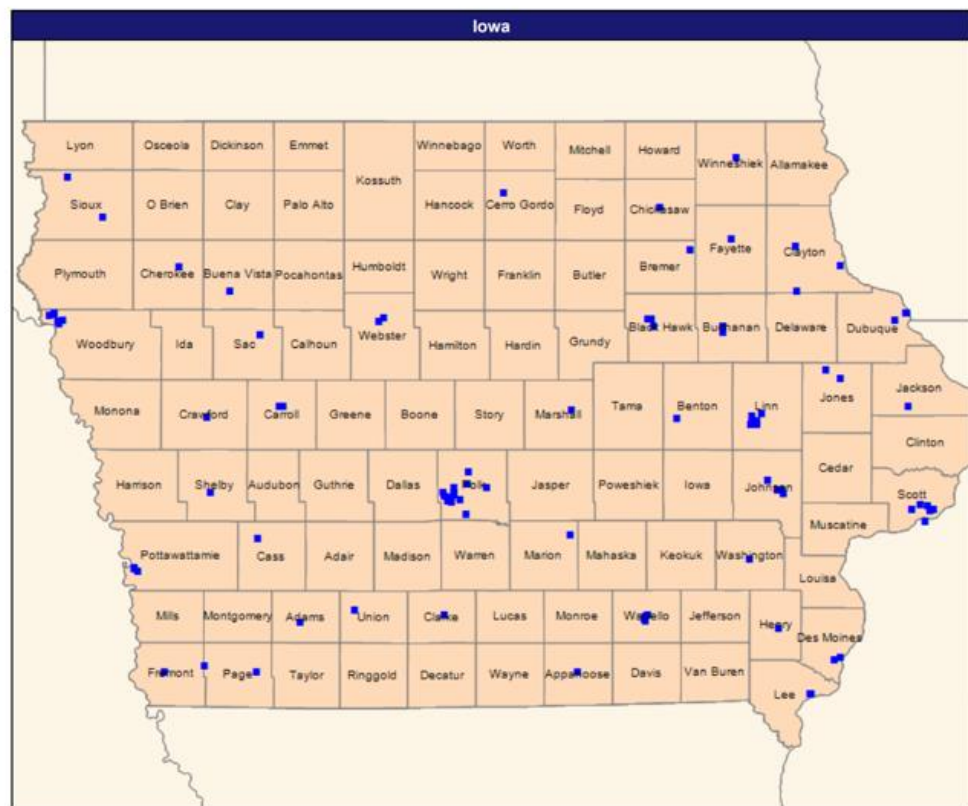 Iowa
Lyon Osceola Dickinson Emmet Winnebago Worth Mitchell Howard Winneshiek Allamakee
Kossuth
Sioux O Brien Clay Palo Alto Hancock Cerro Gordo Floyd Chickasaw
Fayette Clayton
Plymouth Cherokee Buena Vista Pocahontas Humboldt Wright Franklin Butler Bremer
Woodbury Ida Sac Calhoun Webster Hamilton Hardin Grundy Black Hawk Buchanan Delaware Dubuque
Jackson
Monona Crawford Carroll Greene Boone Story Marshall Tama Benton Linn Jones
Clinton
Harrison Shelby Audubon Guthrie Dallas Polk Jasper Poweshiek Iowa Johnson Cedar
Scott
Muscatine
Pottawattamie Cass Adair Madison Warren Marion Mahaska Keokuk Washington
Louisa
Mills Montgomery Adams Union Clarke Lucas Monroe Wapello Jefferson Henry
Des Moines
Fremont Page Taylor Ringgold Decatur Wayne Appanoose Davis Van Buren
Lee